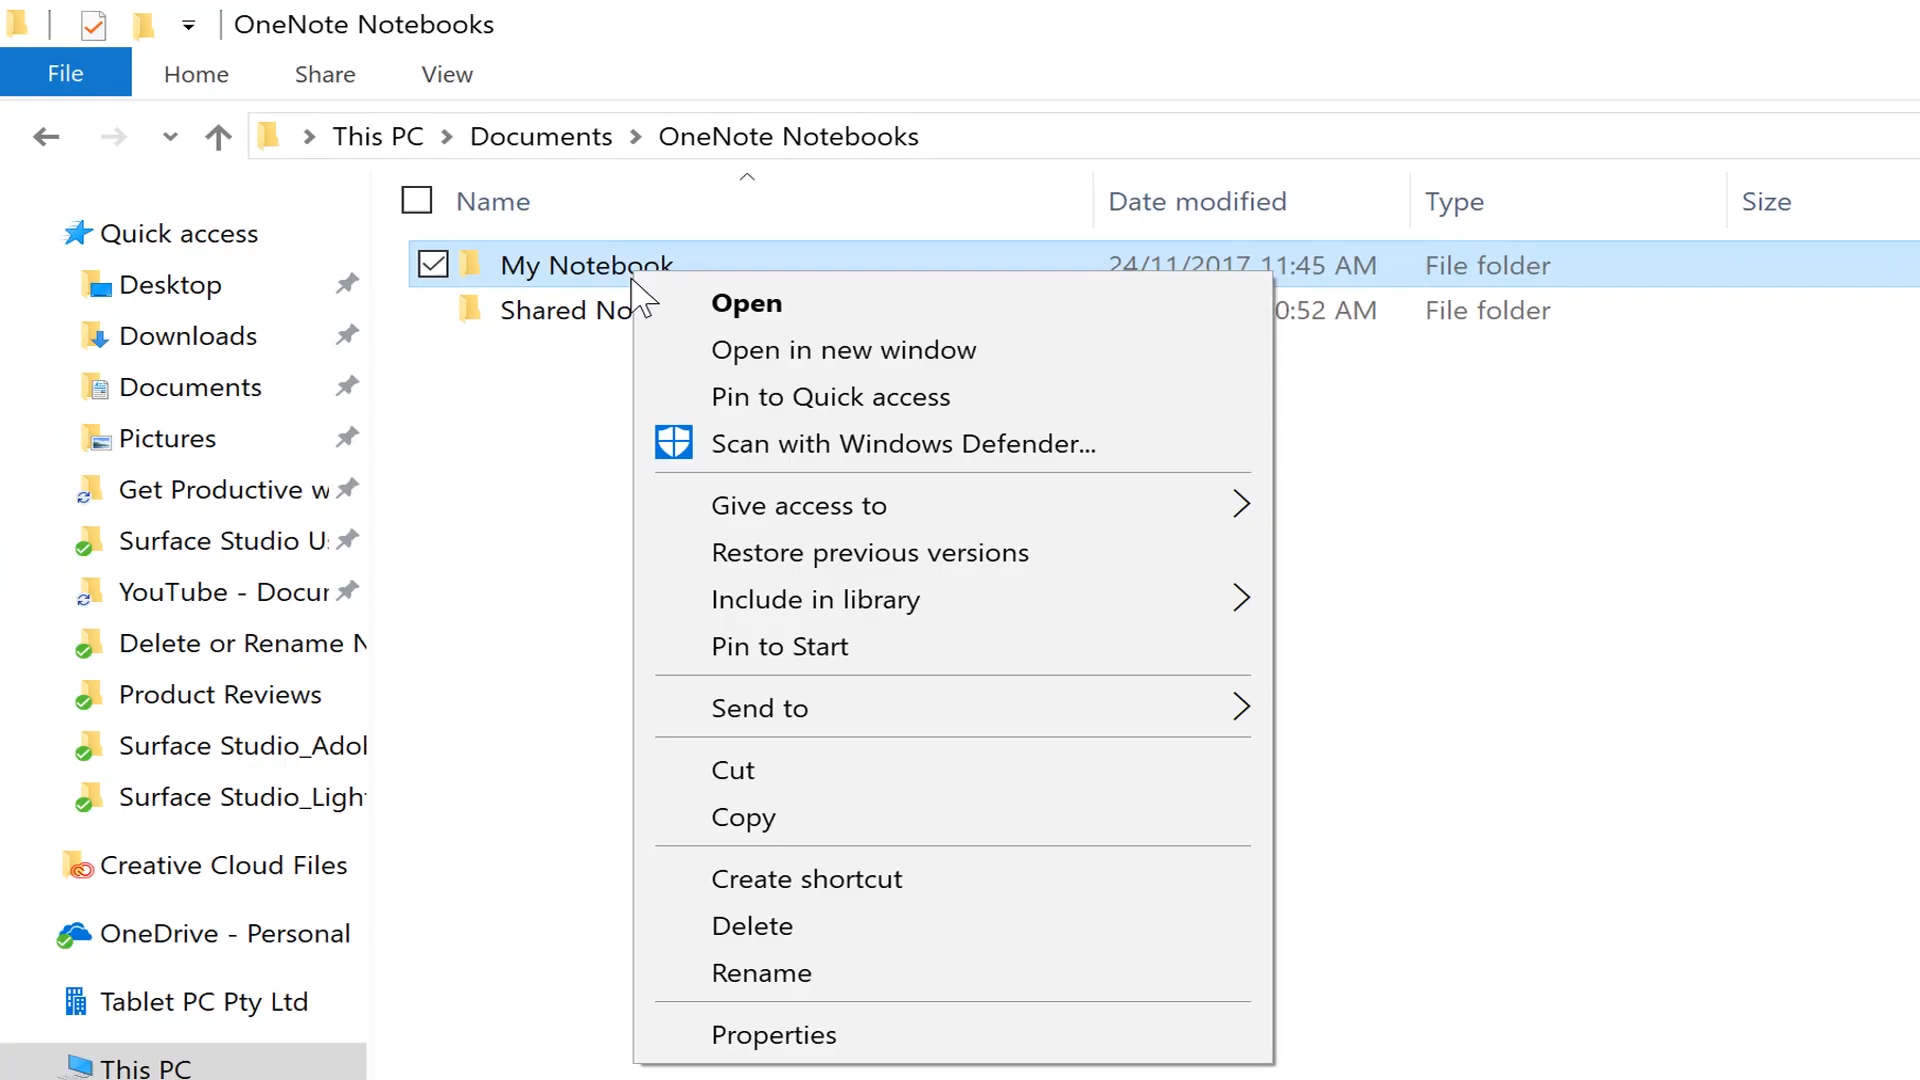 OneNote Notebooks
File Home Share View
This PC Documents OneNote Notebooks
Name Date modified Type Size
Quick access
Desktop
Downloads
Documents
Pictures
Get Productive w
Surface Studio U
YouTube - Docur
Delete or Rename N
Product Reviews
Surface Studio_Adob
Surface Studio_Light
Creative Cloud Files
OneDrive - Personal
Tablet PC Pty Ltd
This PC
My Notebook 24/11/2017 11:45 AM File folder
Shared No 0:52 AM File folder
Open
Open in new window
Pin to Quick access
Scan with Windows Defender...
Give access to
Restore previous versions
Include in library
Pin to Start
Send to
Cut
Copy
Create shortcut
Delete
Rename
Properties